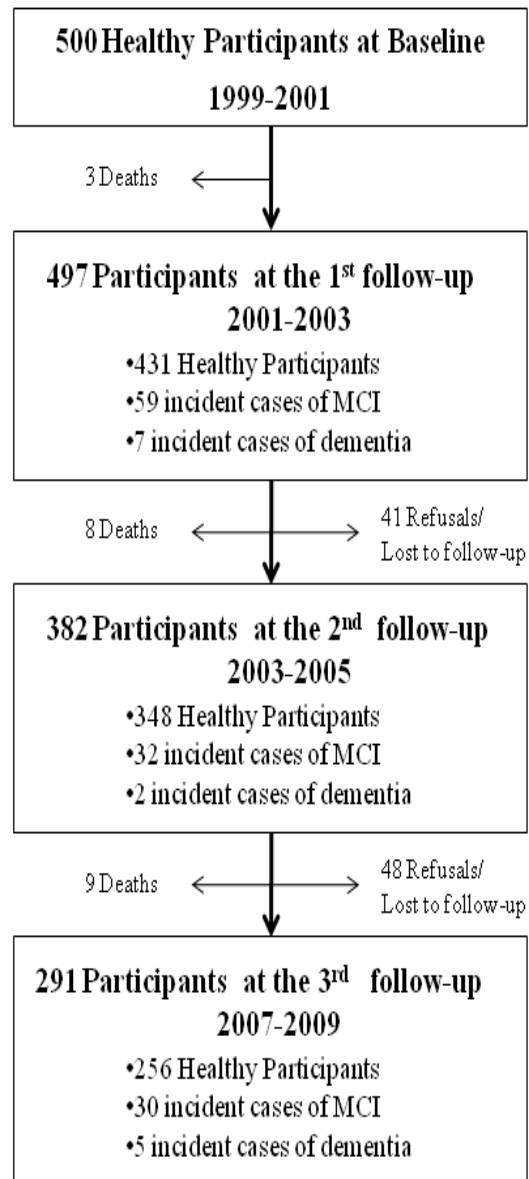 500 Healthy Participants at Baseline
1999-2001
3 Deaths
497 Participants at the 1st follow-up
2001-2003
•431 Healthy Participants
•59 incident cases of MCI
•7 incident cases of dementia
8 Deaths
41 Refusals/
Lost to follow-up
382 Participants at the 2nd follow-up
2003-2005
•348 Healthy Participants
•32 incident cases of MCI
•2 incident cases of dementia
9 Deaths
48 Refusals/
Lost to follow-up
291 Participants at the 3rd follow-up
2007-2009
•256 Healthy Participants
•30 incident cases of MCI
•5 incident cases of dementia